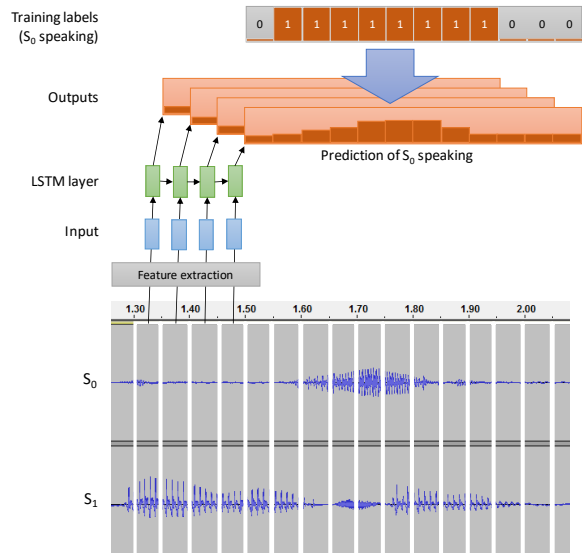 Training labels
(S₀ speaking)
0 1 1 1 1 1 1 1 1 0 0 0
Outputs
Prediction of S₀ speaking
LSTM layer
Input
Feature extraction
1.30 1.40 1.50 1.60 1.70 1.80 1.90 2.00
S₀
S₁